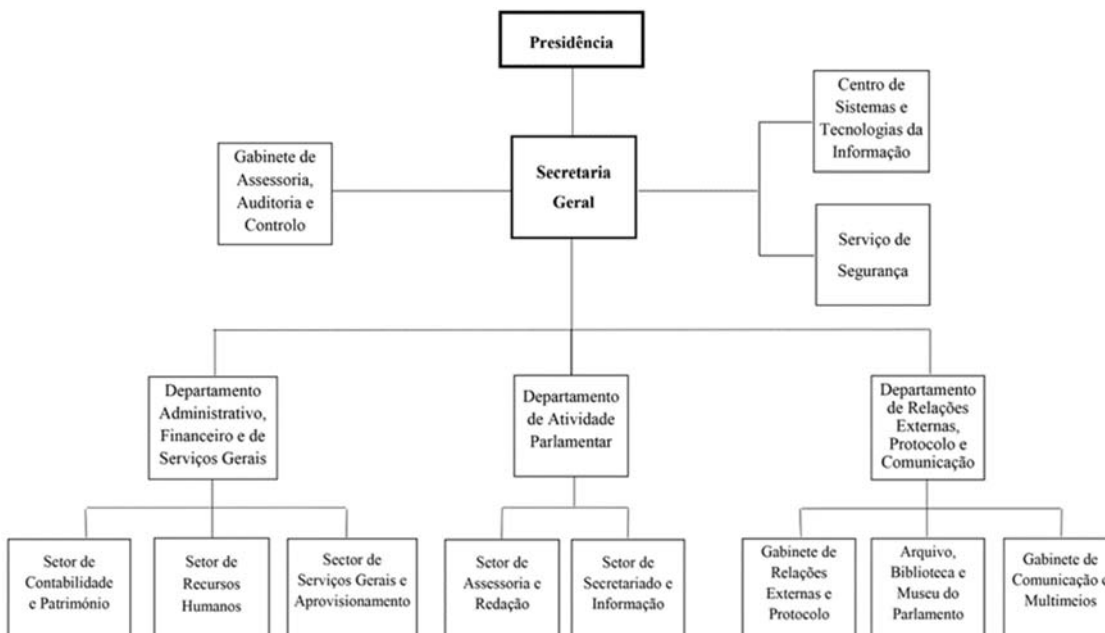 Presidência
Centro de
Sistemas e
Tecnologias da
Informação
Gabinete de
Assessoria,
Auditoria e
Controlo
Secretaria
Geral
Serviço de
Segurança
Departamento
Administrativo,
Financeiro e de
Serviços Gerais
Departamento
de Atividade
Parlamentar
Departamento
de Relações
Externas,
Protocolo e
Comunicação
Setor de
Contabilidade
e Património
Setor de
Recursos
Humanos
Sector de
Serviços Gerais e
Aprovisionamento
Setor de
Assessoria e
Redação
Setor de
Secretariado e
Informação
Gabinete de
Relações
Externas e
Protocolo
Arquivo,
Biblioteca e
Museu do
Parlamento
Gabinete de
Comunicação e
Multimeios